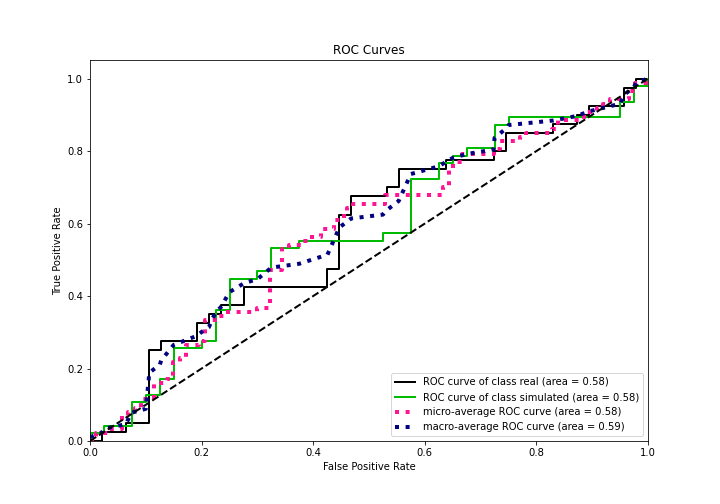 ROC Curves
True Positive Rate
1.0
0.8
0.6
0.4
0.2
0.0
ROC curve of class real (area = 0.58)
ROC curve of class simulated (area = 0.58)
micro-average ROC curve (area = 0.58)
macro-average ROC curve (area = 0.59)
0.0 0.2 0.4 0.6 0.8 1.0
False Positive Rate